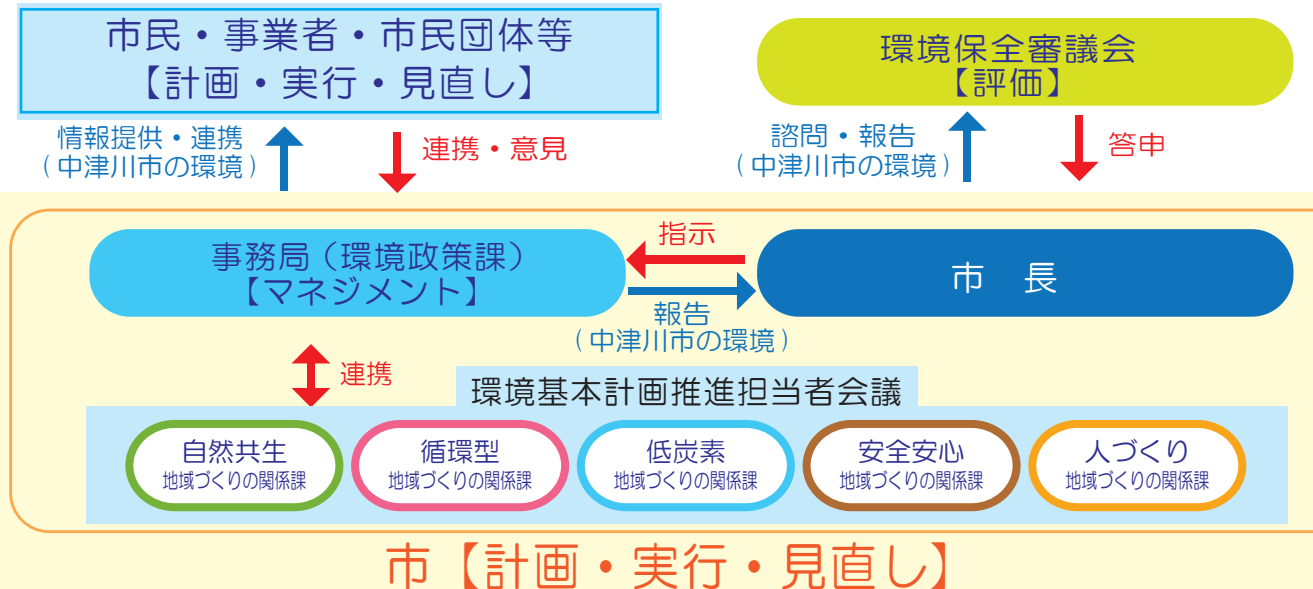 市民・事業者・市民団体等
【計画・実行・見直し】
環境保全審議会
【評価】
情報提供・連携
（中津川市の環境）
連携・意見
諮問・報告
（中津川市の環境）
答申
事務局（環境政策課）
【マネジメント】
指示
市　長
報告
（中津川市の環境）
連携
環境基本計画推進担当者会議
自然共生
地域づくりの関係課
循環型
地域づくりの関係課
低炭素
地域づくりの関係課
安全安心
地域づくりの関係課
人づくり
地域づくりの関係課
市【計画・実行・見直し】